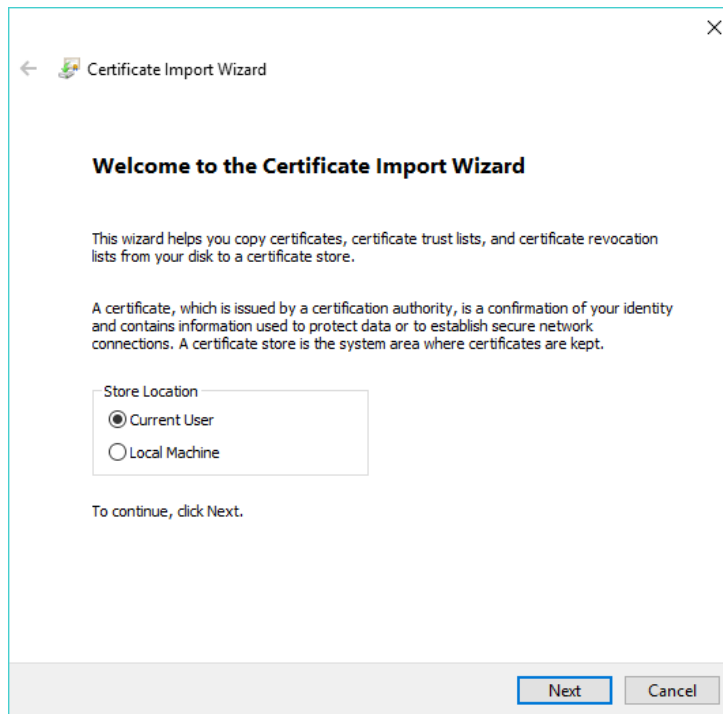 Certificate Import Wizard
Welcome to the Certificate Import Wizard
This wizard helps you copy certificates, certificate trust lists, and certificate revocation
lists from your disk to a certificate store.
A certificate, which is issued by a certification authority, is a confirmation of your identity
and contains information used to protect data or to establish secure network
connections. A certificate store is the system area where certificates are kept.
Store Location
Current User
Local Machine
To continue, click Next.
Next
Cancel